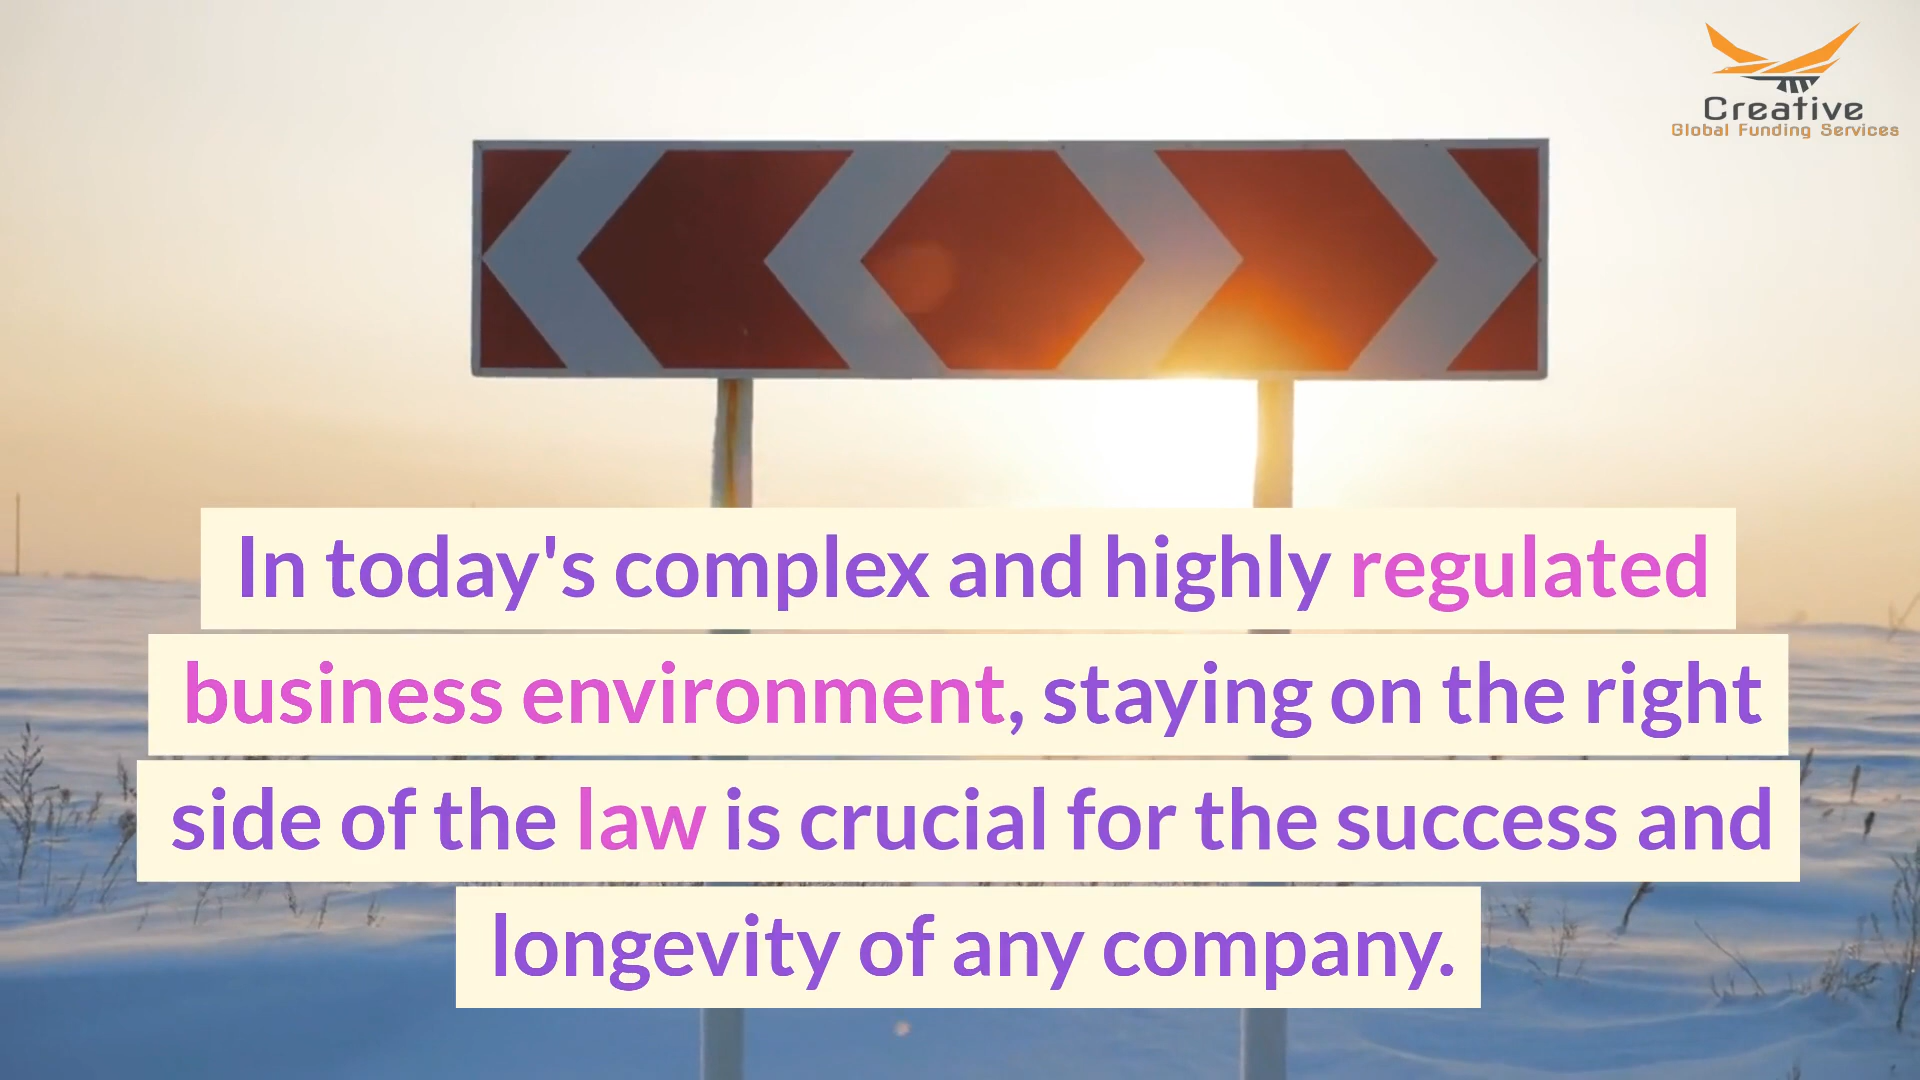 Creative
Global Funding Services
In today's complex and highly regulated
business environment, staying on the right
side of the law is crucial for the success and
longevity of any company.